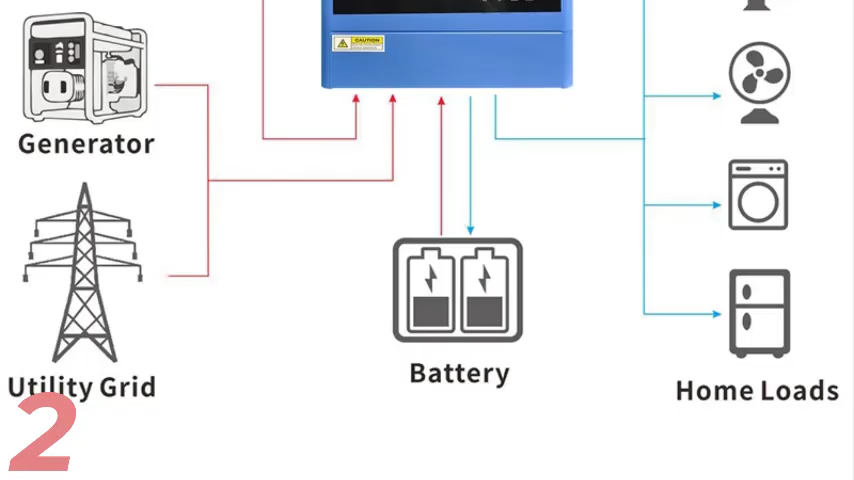 CAUTION
Generator
Utility Grid
Battery
Home Loads
2